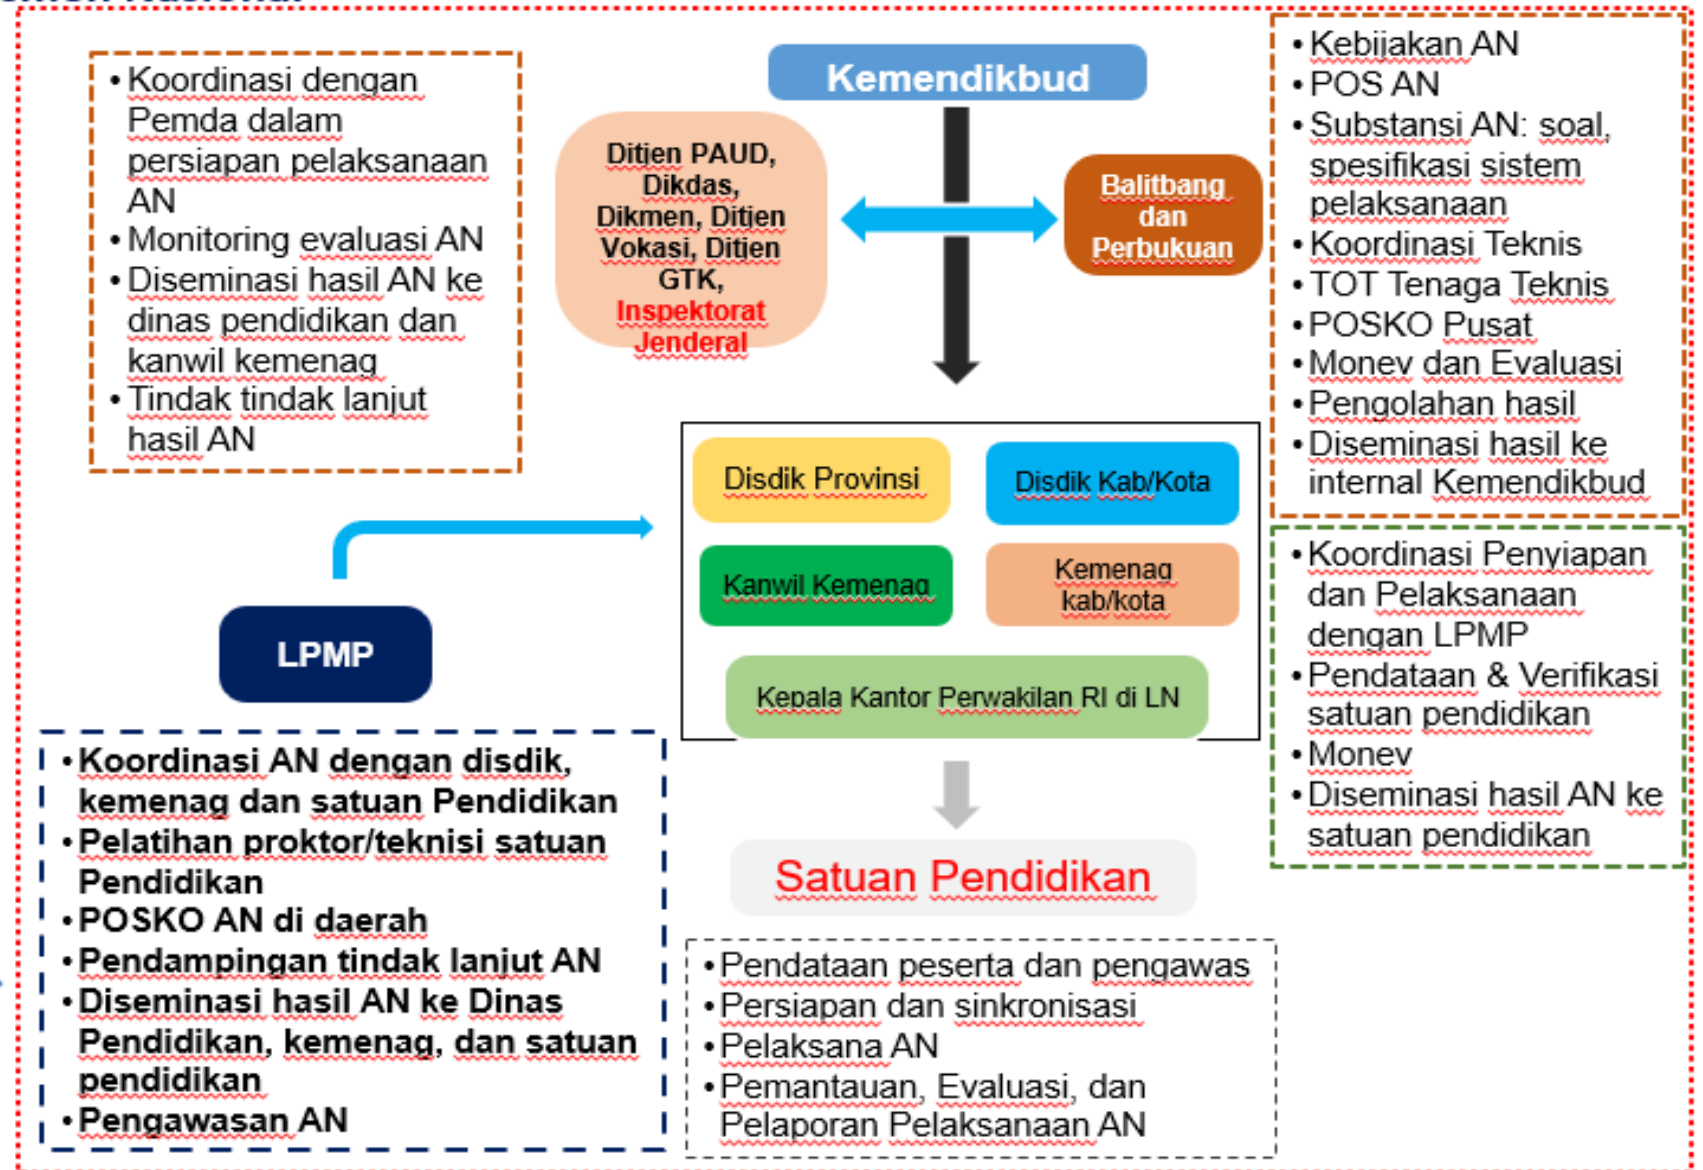 • Koordinasi dengan
Pemda dalam
persiapan pelaksanaan
AN
• Monitoring evaluasi AN
• Diseminasi hasil AN ke
dinas pendidikan dan
kanwil kemenag
• Tindak tindak lanjut
hasil AN
Kemendikbud
Ditjen PAUD,
Dikdas,
Dikmen, Ditjen
Vokasi, Ditjen
GTK,
Inspektorat
Jenderal
Balitbang
dan
Perbukuan
• Kebijakan AN
• POS AN
• Substansi AN: soal,
spesifikasi sistem
pelaksanaan
• Koordinasi Teknis
• TOT Tenaga Teknis
• POSKO Pusat
• Monev dan Evaluasi
• Pengolahan hasil
• Diseminasi hasil ke
internal Kemendikbud
Disdik Provinsi
Disdik Kab/Kota
Kanwil Kemenag
Kemenag
kab/kota
Kepala Kantor Perwakilan RI di LN
• Koordinasi Penyiapan
dan Pelaksanaan
dengan LPMP
• Pendataan & Verifikasi
satuan pendidikan
• Monev
• Diseminasi hasil AN ke
satuan pendidikan
LPMP
• Koordinasi AN dengan disdik,
kemenag dan satuan Pendidikan
• Pelatihan proktor/teknisi satuan
Pendidikan
• POSKO AN di daerah
• Pendampingan tindak lanjut AN
• Diseminasi hasil AN ke Dinas
Pendidikan, kemenag, dan satuan
pendidikan
• Pengawasan AN
Satuan Pendidikan
• Pendataan peserta dan pengawas
• Persiapan dan sinkronisasi
• Pelaksana AN
• Pemantauan, Evaluasi, dan
Pelaporan Pelaksanaan AN